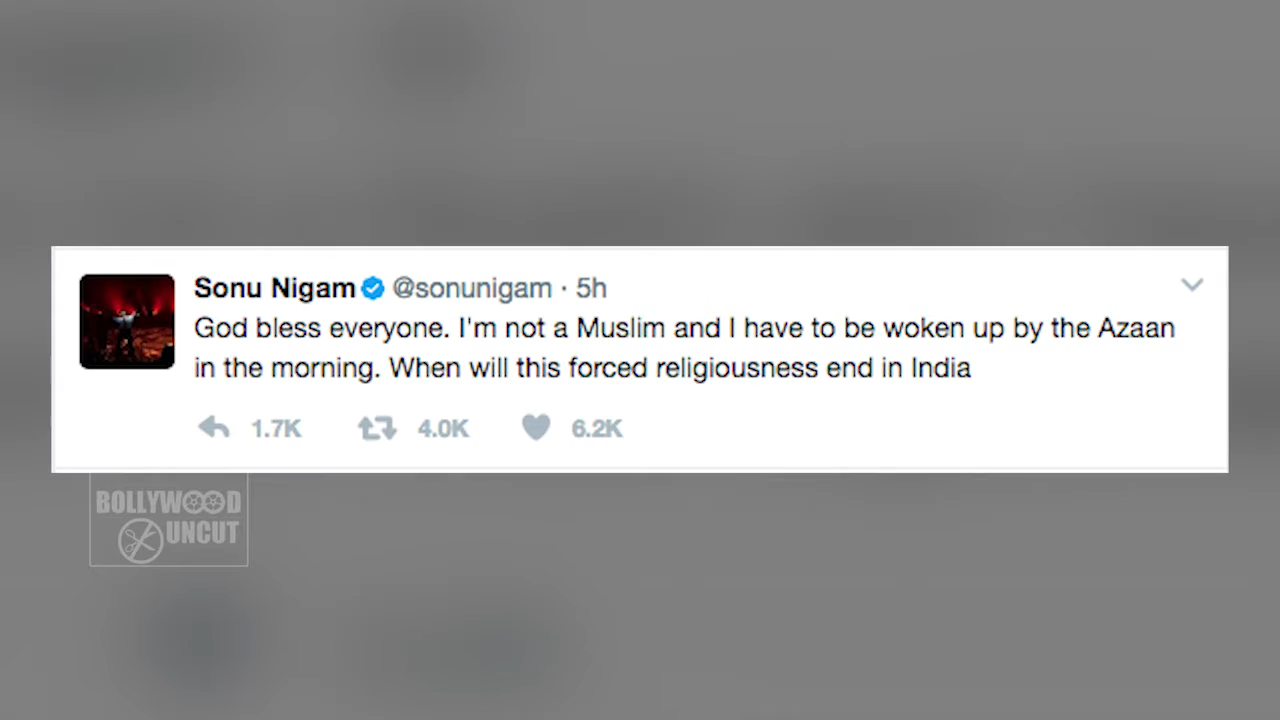 Sonu Nigam @sonunigam · 5h
God bless everyone. I'm not a Muslim and I have to be woken up by the Azaan
in the morning. When will this forced religiousness end in India
1.7K 4.0K 6.2K
BOLLYWOOD
UNCUT